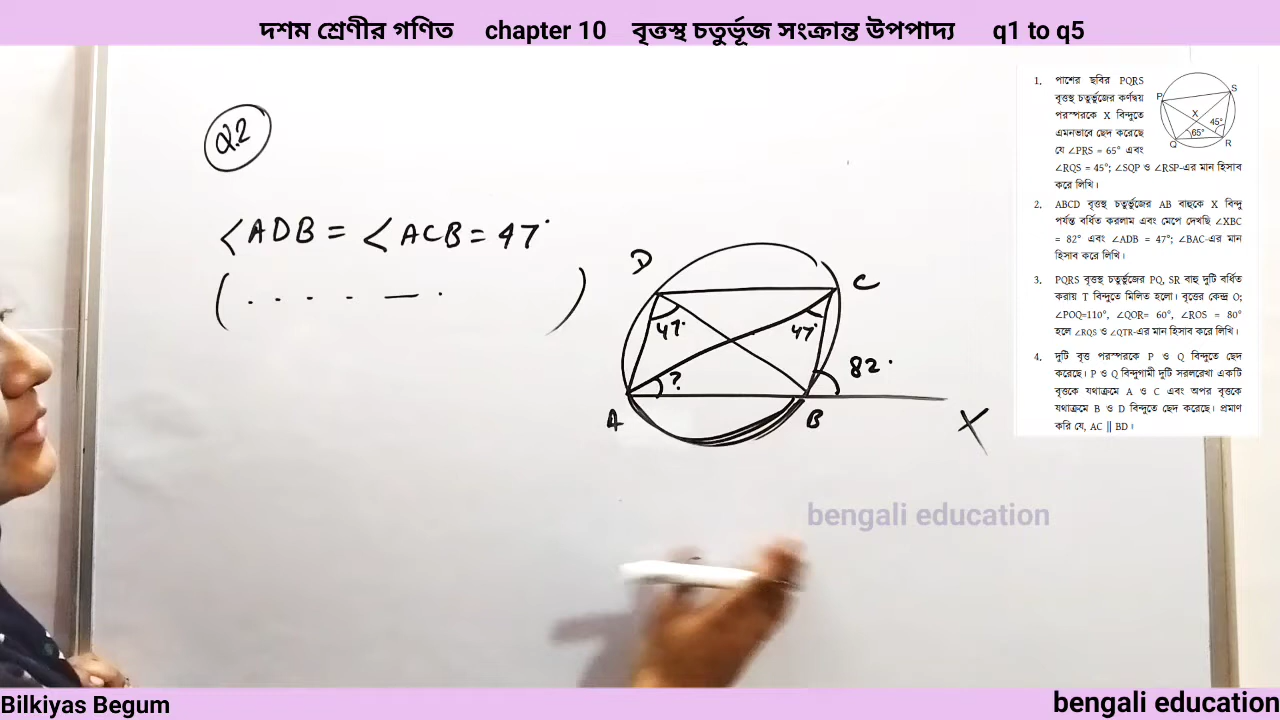 দশম শ্রেণীর গণিত chapter 10 বৃত্তস্থ চতুর্ভূজ সংক্রান্ত উপপাদ্য q1 to q5
Q.2
∠ADB = ∠ACB = 47°
( . . . . — . )
D
C
47°
47°
?
82°
A
B
X
1. পাশের ছবির PQRS
বৃত্তস্থ চতুর্ভুজের কর্ণদ্বয়
পরস্পরকে X বিন্দুতে
এমনভাবে ছেদ করেছে
যে ∠PRS = 65° এবং
∠RQS = 45°; ∠SQP ও ∠RSP-এর মান হিসাব
করে লিখি।
P
S
X
45°
65°
Q
R
2. ABCD বৃত্তস্থ চতুর্ভুজের AB বাহুকে X বিন্দু
পর্যন্ত বর্ধিত করলাম এবং মেপে দেখছি ∠XBC
= 82° এবং ∠ADB = 47°; ∠BAC-এর মান
হিসাব করে লিখি।
3. PQRS বৃত্তস্থ চতুর্ভুজের PQ, SR বাহু দুটি বর্ধিত
করায় T বিন্দুতে মিলিত হলো। বৃত্তের কেন্দ্র O;
∠POQ=110°, ∠QOR= 60°, ∠ROS = 80°
হলে ∠RQS ও ∠QTR-এর মান হিসাব করে লিখি।
4. দুটি বৃত্ত পরস্পরকে P ও Q বিন্দুতে ছেদ
করেছে। P ও Q বিন্দুগামী দুটি সরলরেখা একটি
বৃত্তকে যথাক্রমে A ও C এবং অপর বৃত্তকে
যথাক্রমে B ও D বিন্দুতে ছেদ করেছে। প্রমাণ
করি যে, AC || BD।
bengali education
Bilkiyas Begum
bengali education